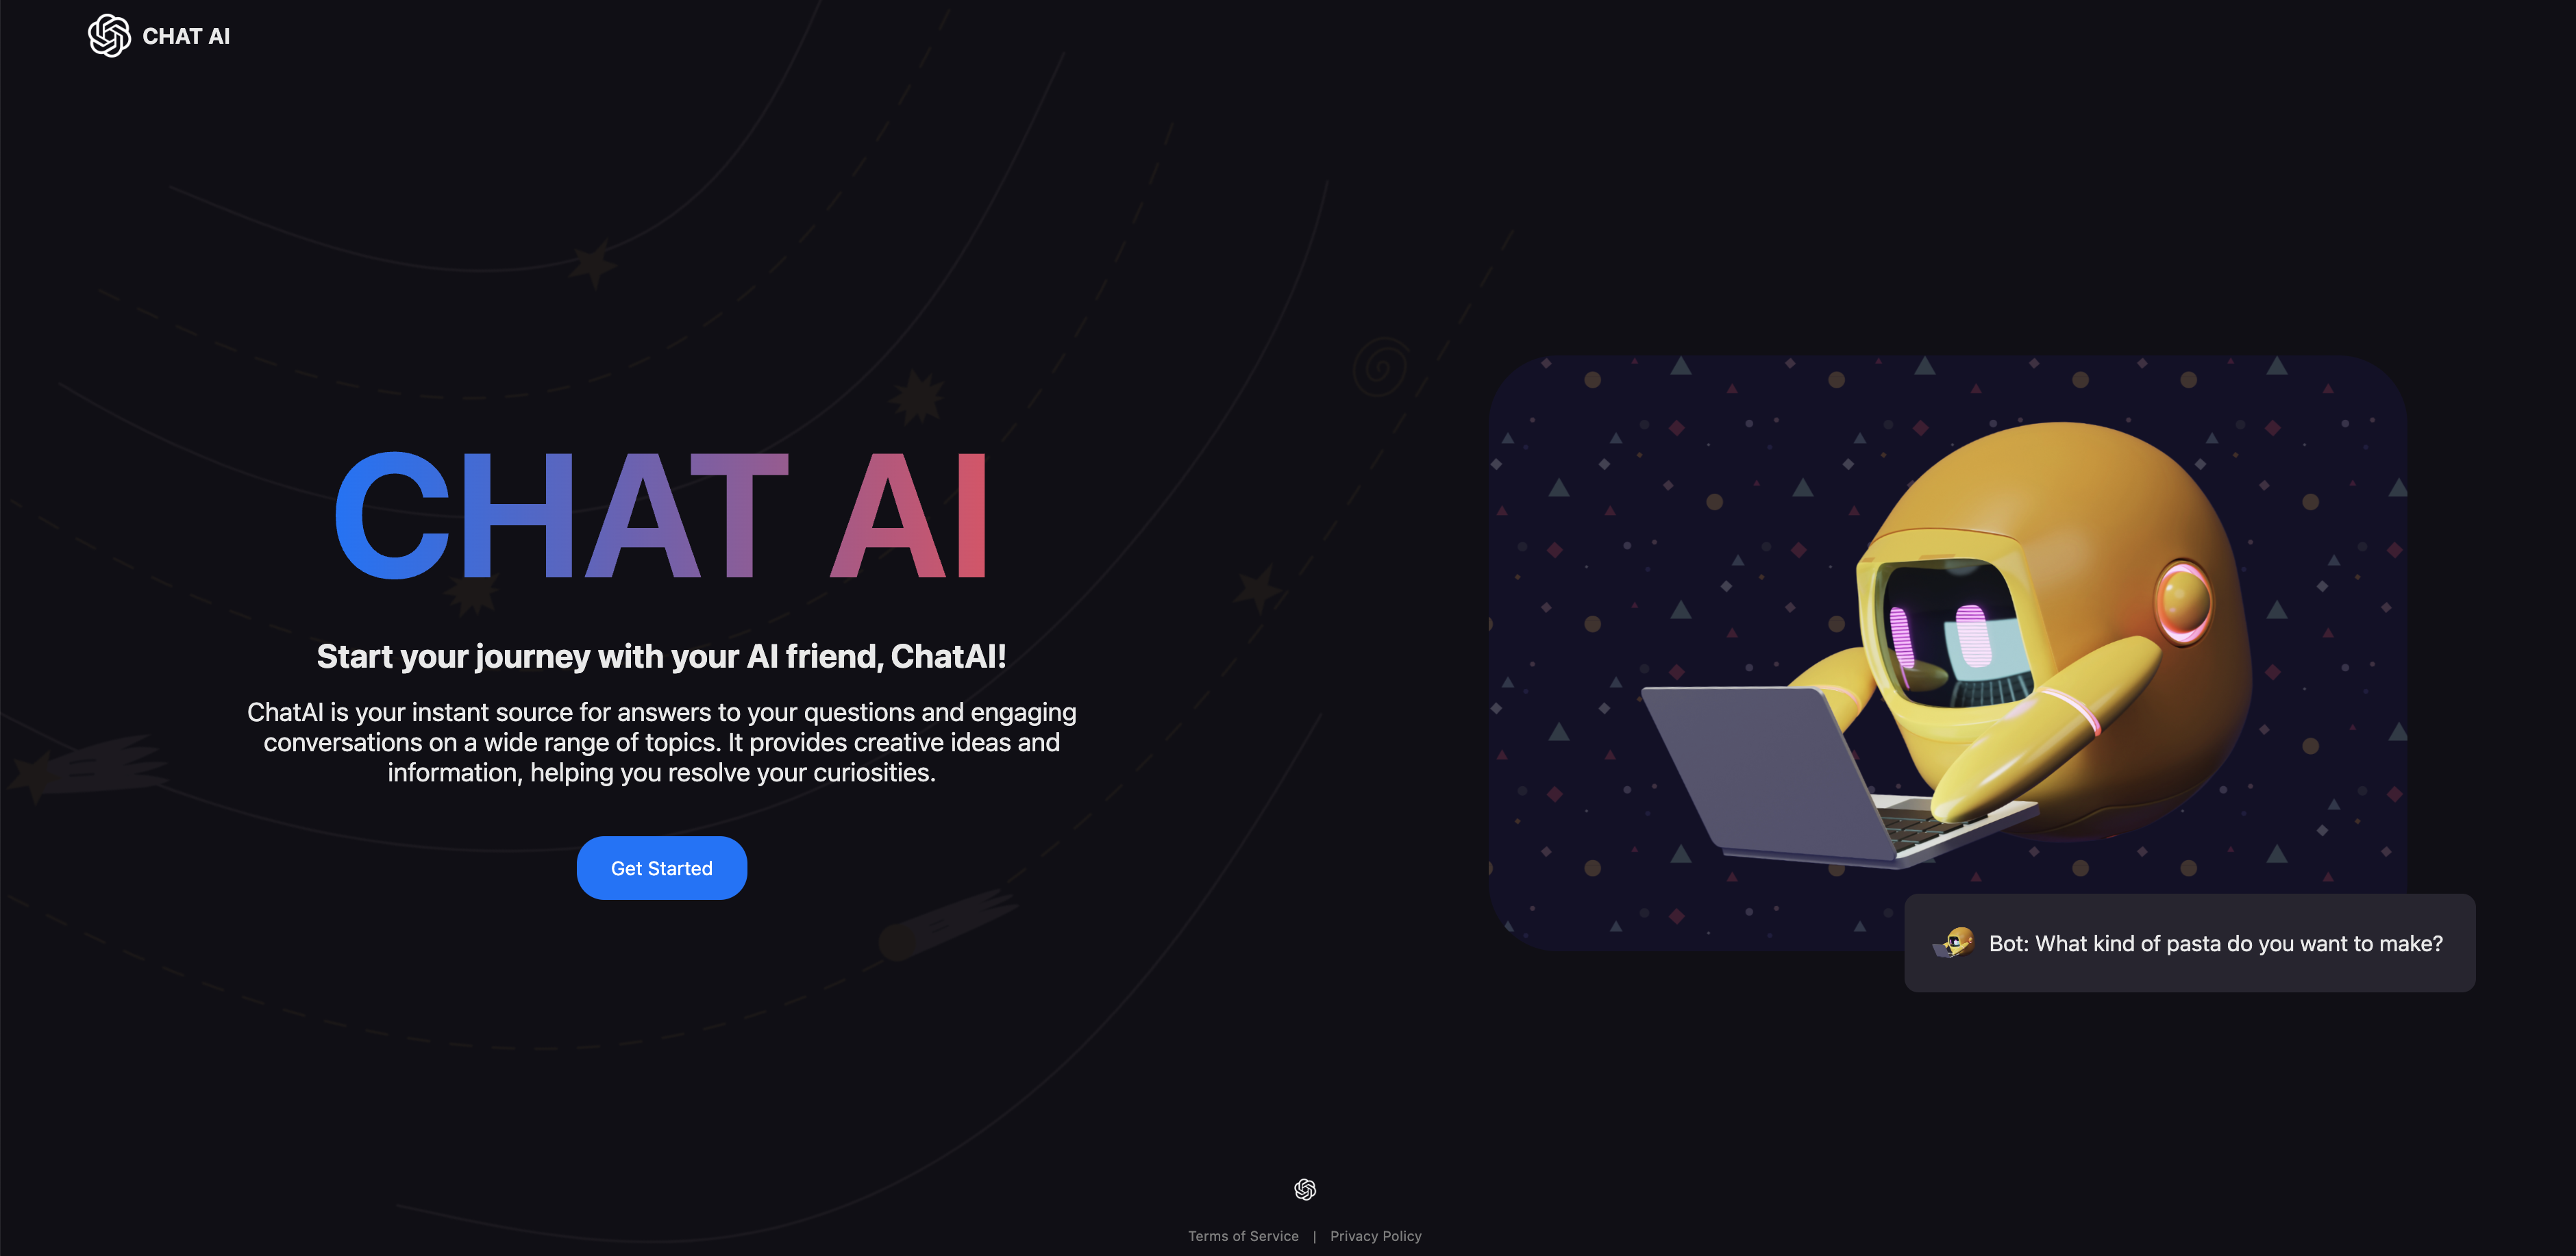 CHAT AI
CHAT AI
Start your journey with your AI friend, ChatAI!
ChatAI is your instant source for answers to your questions and engaging
conversations on a wide range of topics. It provides creative ideas and
information, helping you resolve your curiosities.
Get Started
Bot: What kind of pasta do you want to make?
Terms of Service | Privacy Policy